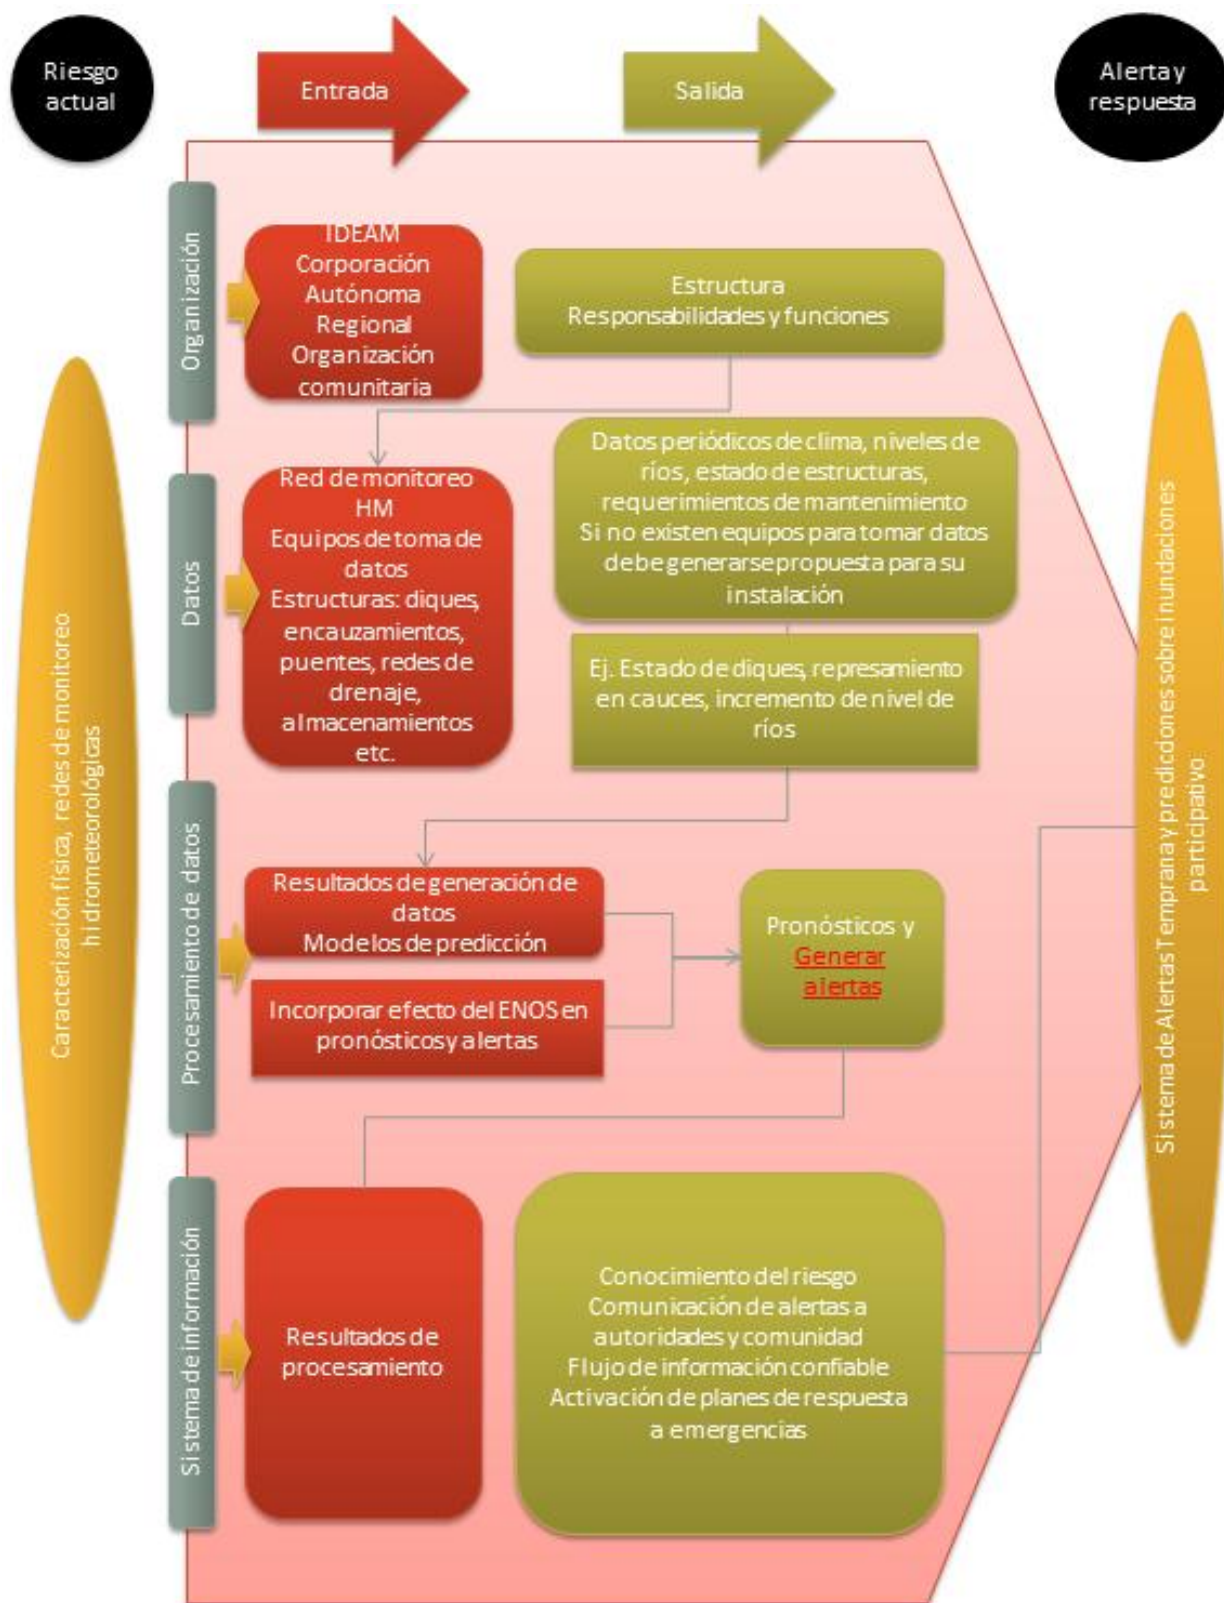 Riesgo
actual
Entrada
Salida
Alerta y
respuesta
Caracterización física, redes de monitoreo
hidrometeorológicas
Organización
IDEAM
Corporación
Autónoma
Regional
Organización
comunitaria
Estructura
Responsabilidades y funciones
Datos
Red de monitoreo
HM
Equipos de toma de
datos
Estructuras: diques,
encauzamientos,
puentes, redes de
drenaje,
almacenamientos
etc.
Datos periódicos de clima, niveles de
ríos, estado de estructuras,
requerimientos de mantenimiento
Si no existen equipos para tomar datos
debe generarse propuesta para su
instalación
Ej. Estado de diques, represamiento
en cauces, incremento de nivel de
ríos
Procesamiento de datos
Resultados de generación de
datos
Modelos de predicción
Incorporar efecto del ENOS en
pronósticos y alertas
Pronósticos y
Generar
alertas
Sistema de información
Resultados de
procesamiento
Conocimiento del riesgo
Comunicación de alertas a
autoridades y comunidad
Flujo de información confiable
Activación de planes de respuesta
a emergencias
Sistema de Alertas Temprana y predicciones sobre inundaciones
participativo